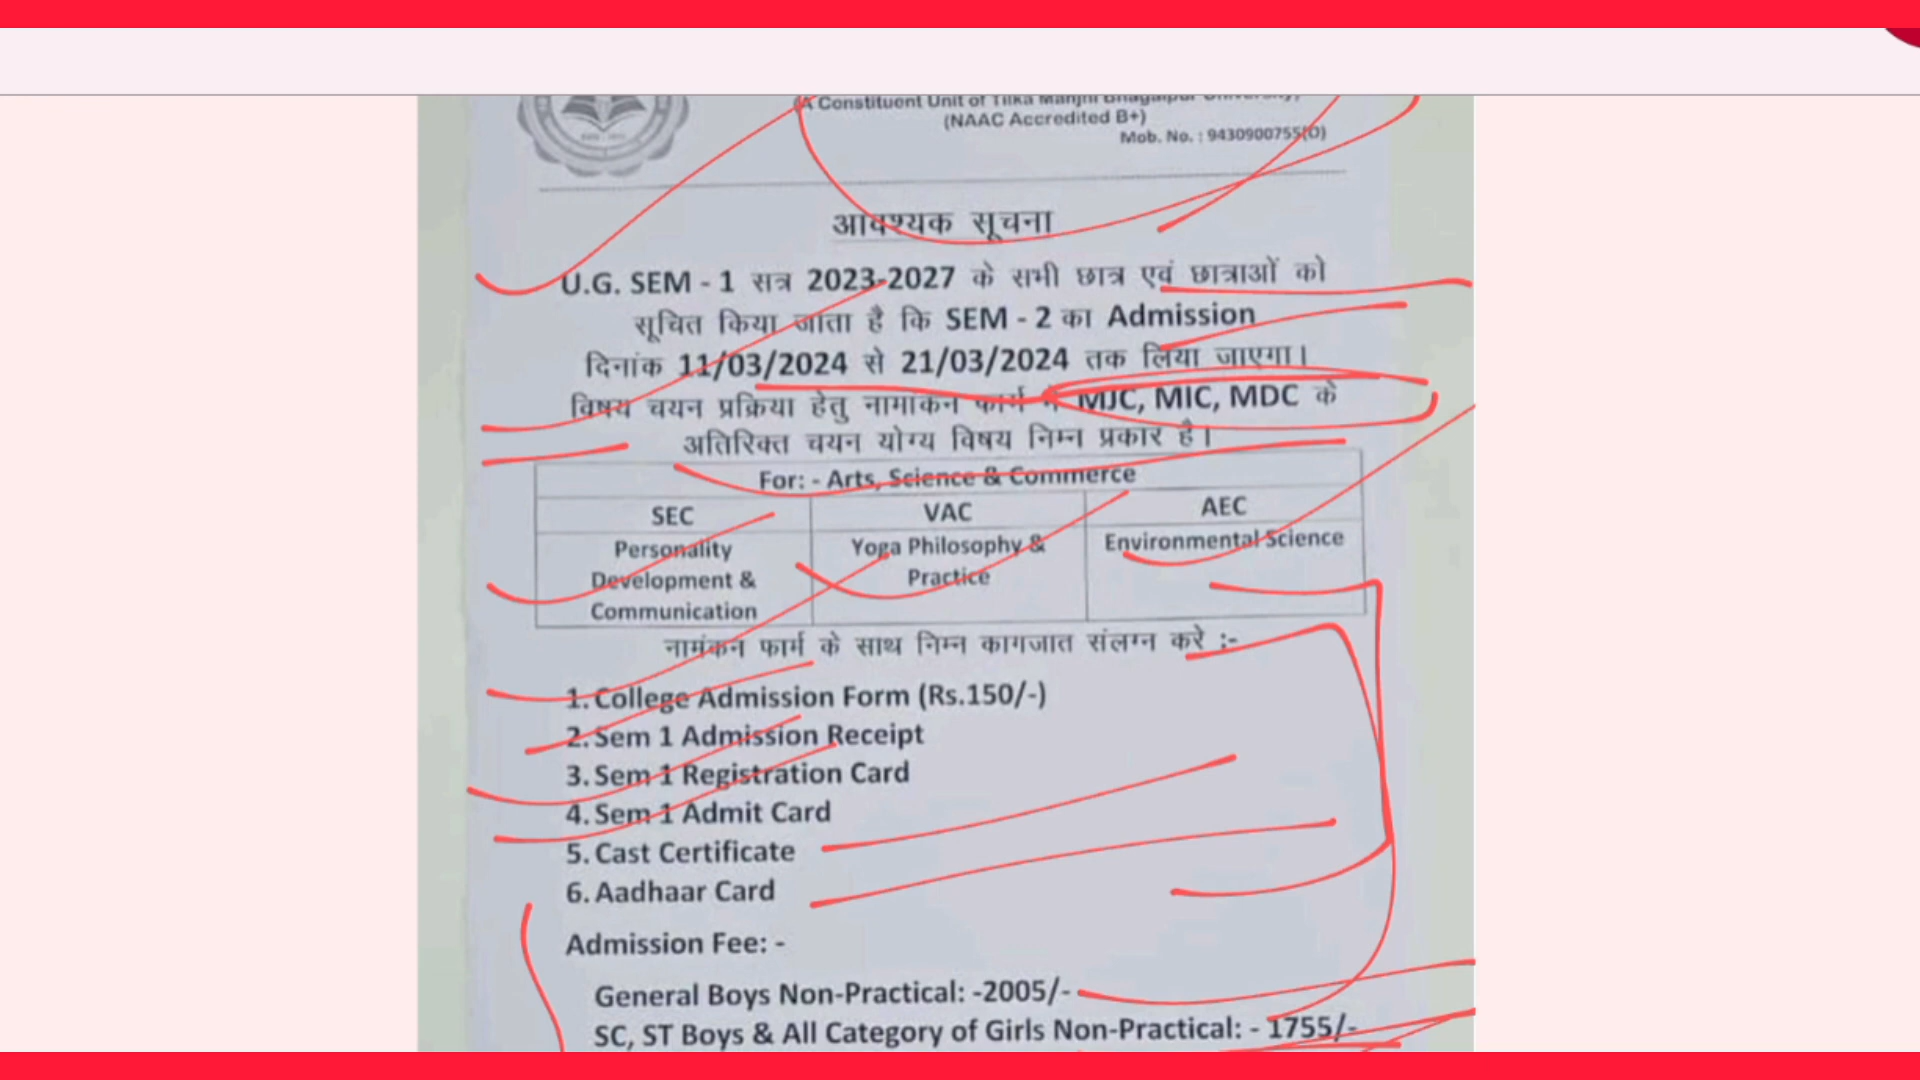 (A Constituent Unit of Tilka Manjhi Bhagalpur University)
(NAAC Accredited B+)
Mob. No. : 9430900755(O)
आवश्यक सूचना
U.G. SEM - 1 सत्र 2023-2027 के सभी छात्र एवं छात्राओं को
सूचित किया जाता है कि SEM - 2 का Admission
दिनांक 11/03/2024 से 21/03/2024 तक लिया जाएगा।
विषय चयन प्रक्रिया हेतु नामांकन फार्म में MJC, MIC, MDC के
अतिरिक्त चयन योग्य विषय निम्न प्रकार है।
For: - Arts, Science & Commerce
SEC VAC AEC
Personality Yoga Philosophy & Environmental Science
Development & Practice
Communication
नामंकन फार्म के साथ निम्न कागजात संलग्न करे :-
1. College Admission Form (Rs.150/-)
2. Sem 1 Admission Receipt
3. Sem 1 Registration Card
4. Sem 1 Admit Card
5. Cast Certificate
6. Aadhaar Card
Admission Fee: -
General Boys Non-Practical: -2005/-
SC, ST Boys & All Category of Girls Non-Practical: - 1755/-